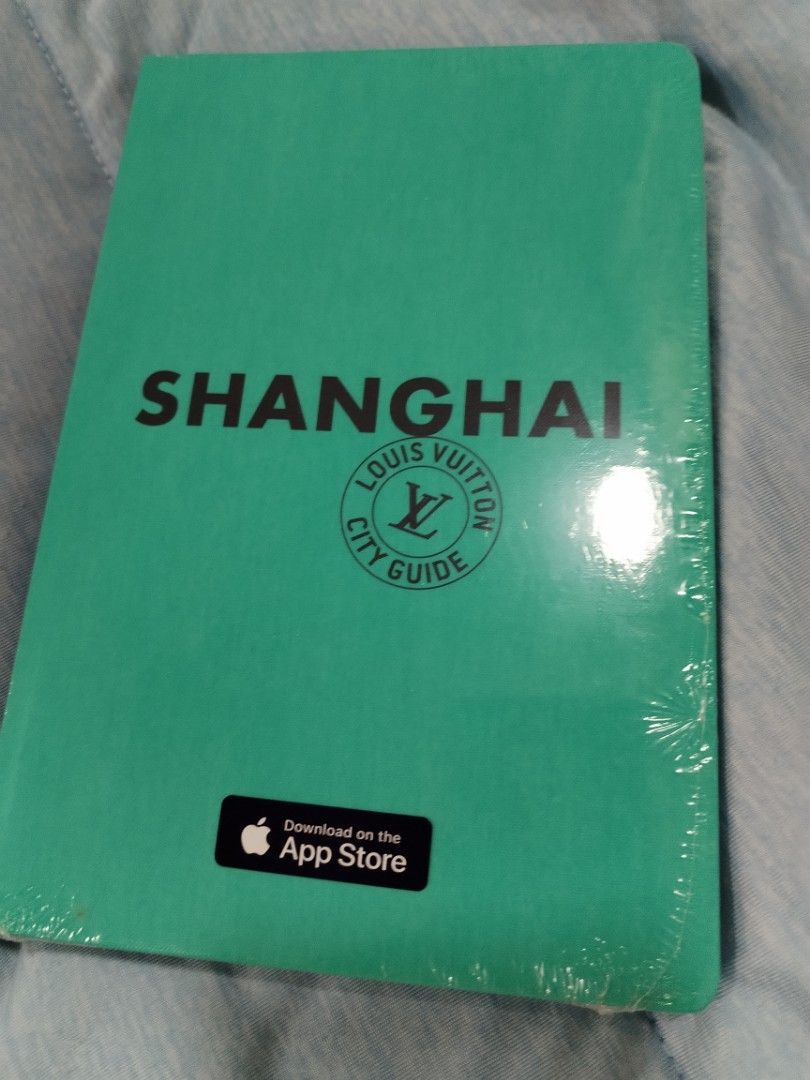 SHANGHAI
LOUIS VUITTON
LV
CITY GUIDE
Download on the
App Store